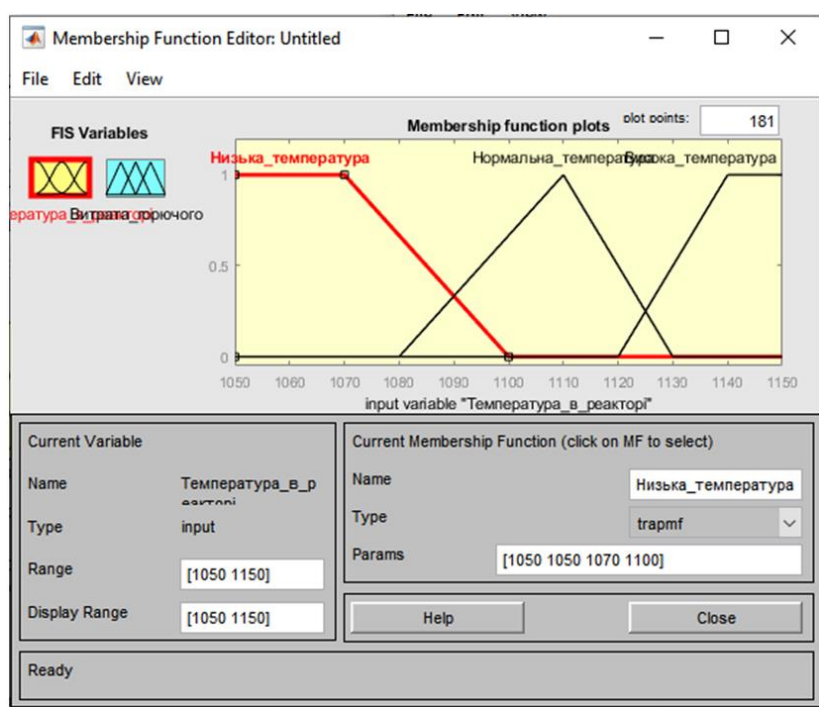 Membership Function Editor: Untitled
File Edit View
FIS Variables
Membership function plots
plot points:
181
Низька_температура
Нормальна_температура
Висока_температура
1
0.5
0
1050 1060 1070 1080 1090 1100 1110 1120 1130 1140 1150
input variable "Температура_в_реакторі"
Current Variable
Name
Температура_в_р
Type
input
Range
[1050 1150]
Display Range
[1050 1150]
Current Membership Function (click on MF to select)
Name
Низька_температура
Type
trapmf
Params
[1050 1050 1070 1100]
Help
Close
Ready